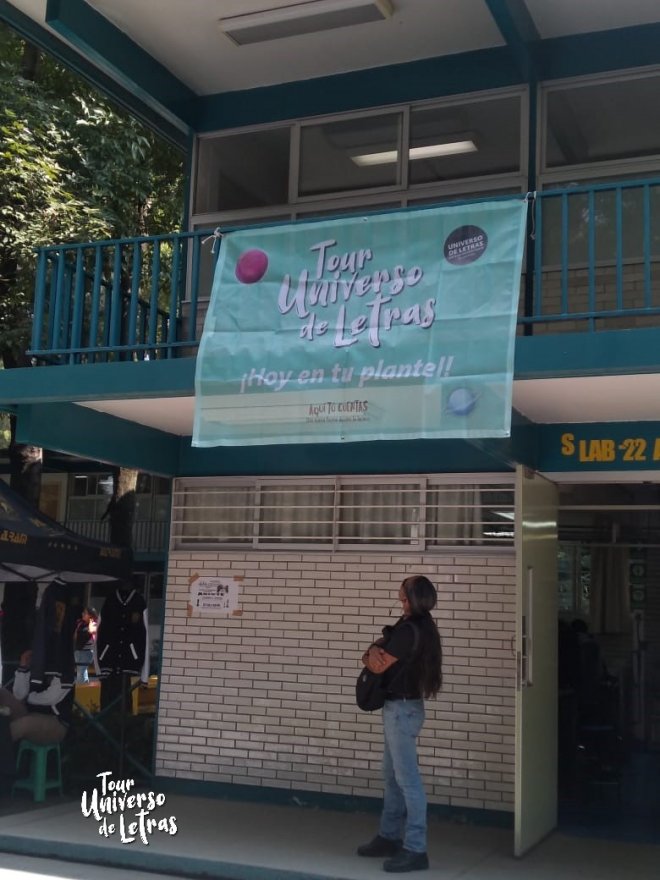 Tour
Universo
de Letras
UNIVERSO
DE LETRAS
¡Hoy en tu plantel!
AQUÍ TÚ CUENTAS
S LAB-22 A
Tour
Universo
de Letras